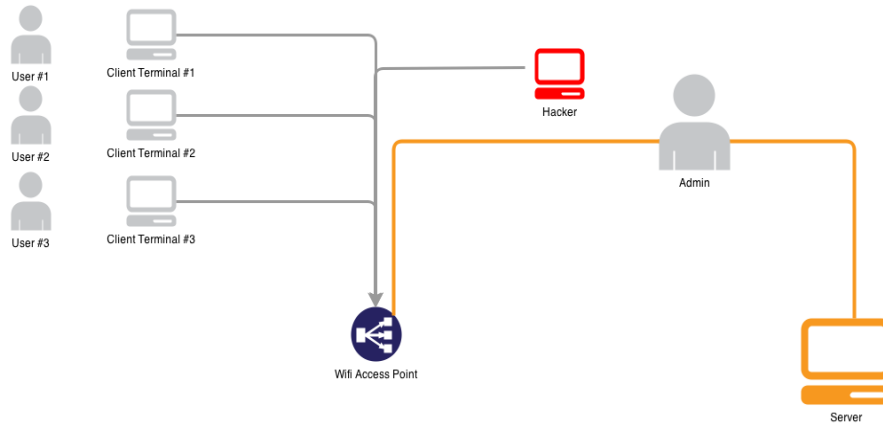 User #1
Client Terminal #1
Hacker
User #2
Client Terminal #2
Admin
User #3
Client Terminal #3
Wifi Access Point
Server